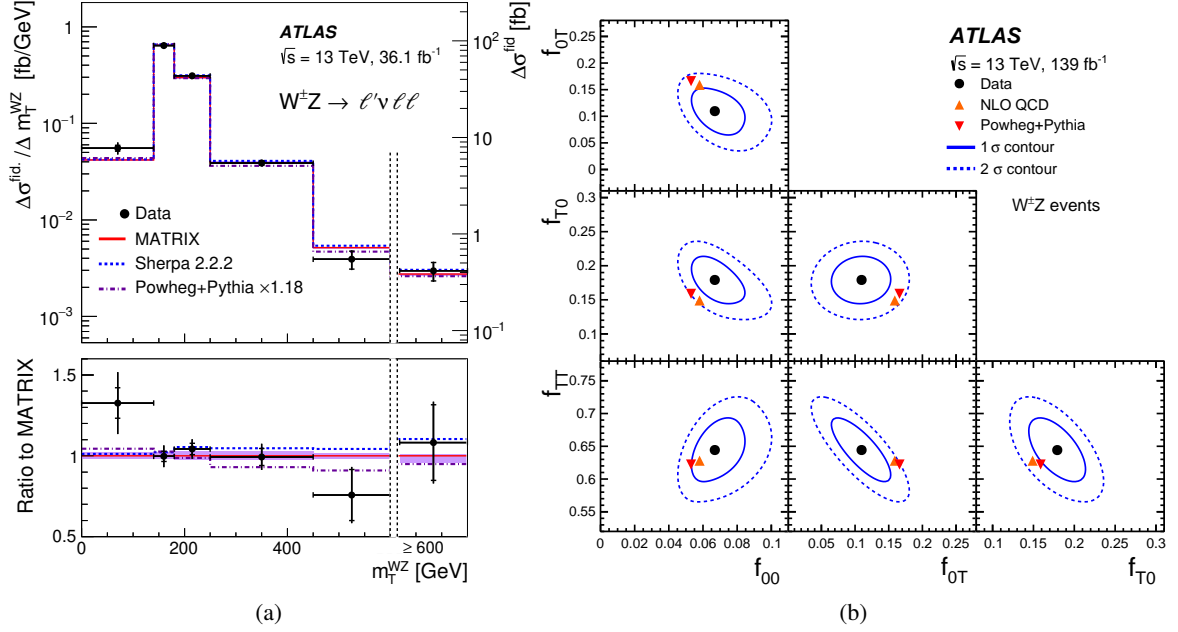 ATLAS
√s = 13 TeV, 36.1 fb⁻¹
W±Z → ℓ′ν ℓℓ
Δσ^fid. / Δ m_T^WZ [fb/GeV]
Δσ^fid [fb]
1
10⁻¹
10⁻²
10⁻³
10²
10
1
10⁻¹
Data
MATRIX
Sherpa 2.2.2
Powheg+Pythia ×1.18
Ratio to MATRIX
1.5
1
0.5
0 200 400 ≥600
m_T^WZ [GeV]
(a)
ATLAS
√s = 13 TeV, 139 fb⁻¹
Data
NLO QCD
Powheg+Pythia
1 σ contour
2 σ contour
W±Z events
f_0T
0.25
0.2
0.15
0.1
0.05
0
f_T0
0.3
0.25
0.2
0.15
0.1
f_TT
0.75
0.7
0.65
0.6
0.55
0 0.02 0.04 0.06 0.08 0.1 0.05 0.1 0.15 0.2 0.25 0.1 0.15 0.2 0.25 0.3
f_00 f_0T f_T0
(b)